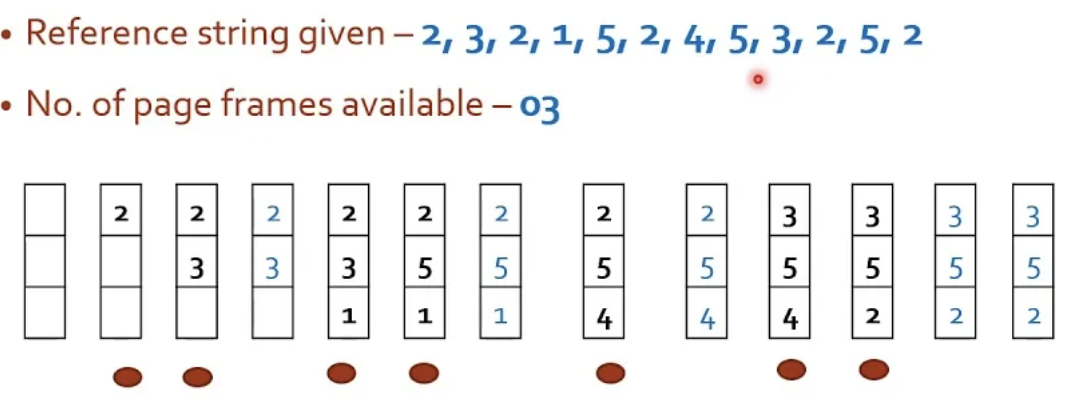 • Reference string given – 2, 3, 2, 1, 5, 2, 4, 5, 3, 2, 5, 2
• No. of page frames available – 03
2 2 2 2 2 2 2 2 3 3 3 3
3 3 3 5 5 5 5 5 5 5 5
1 1 1 4 4 4 2 2 2